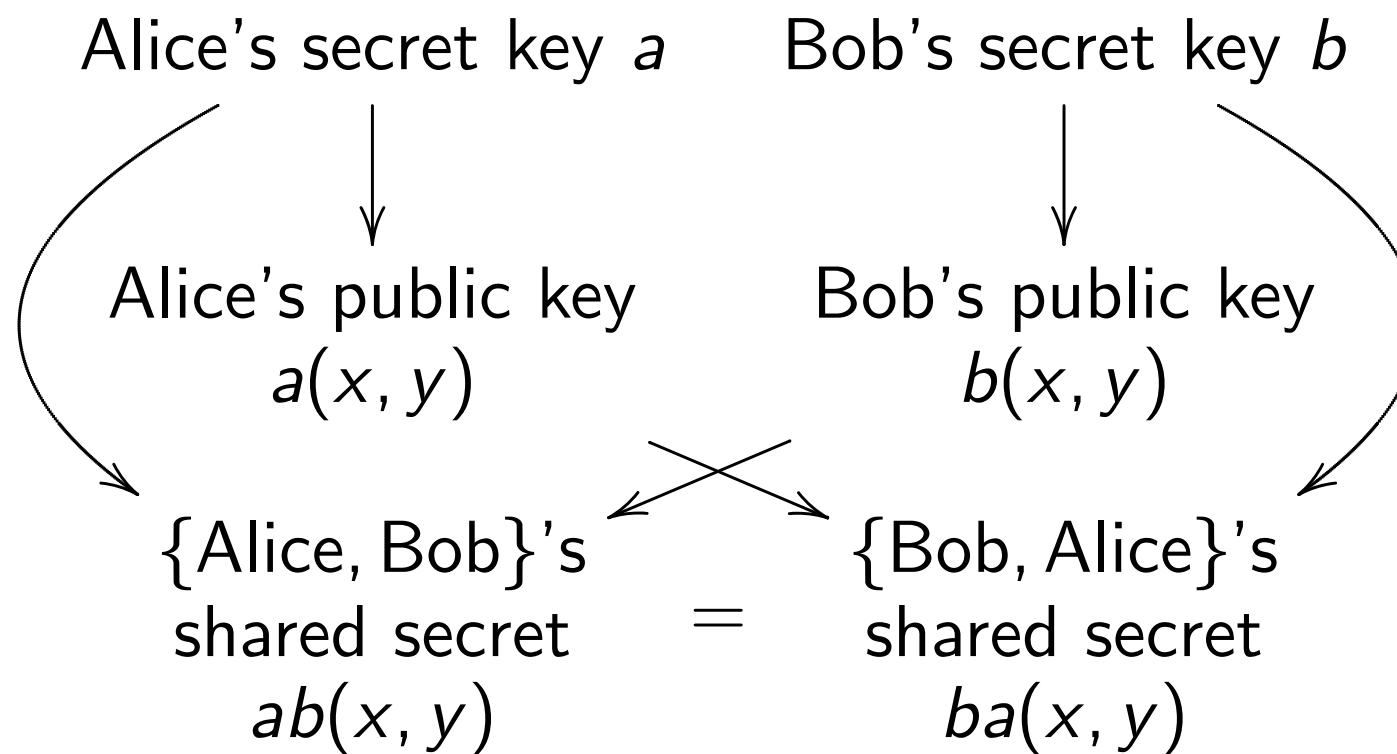 Alice's secret key a
Bob's secret key b
Alice's public key
a(x, y)
Bob's public key
b(x, y)
{Alice, Bob}'s
shared secret
ab(x, y)
=
{Bob, Alice}'s
shared secret
ba(x, y)